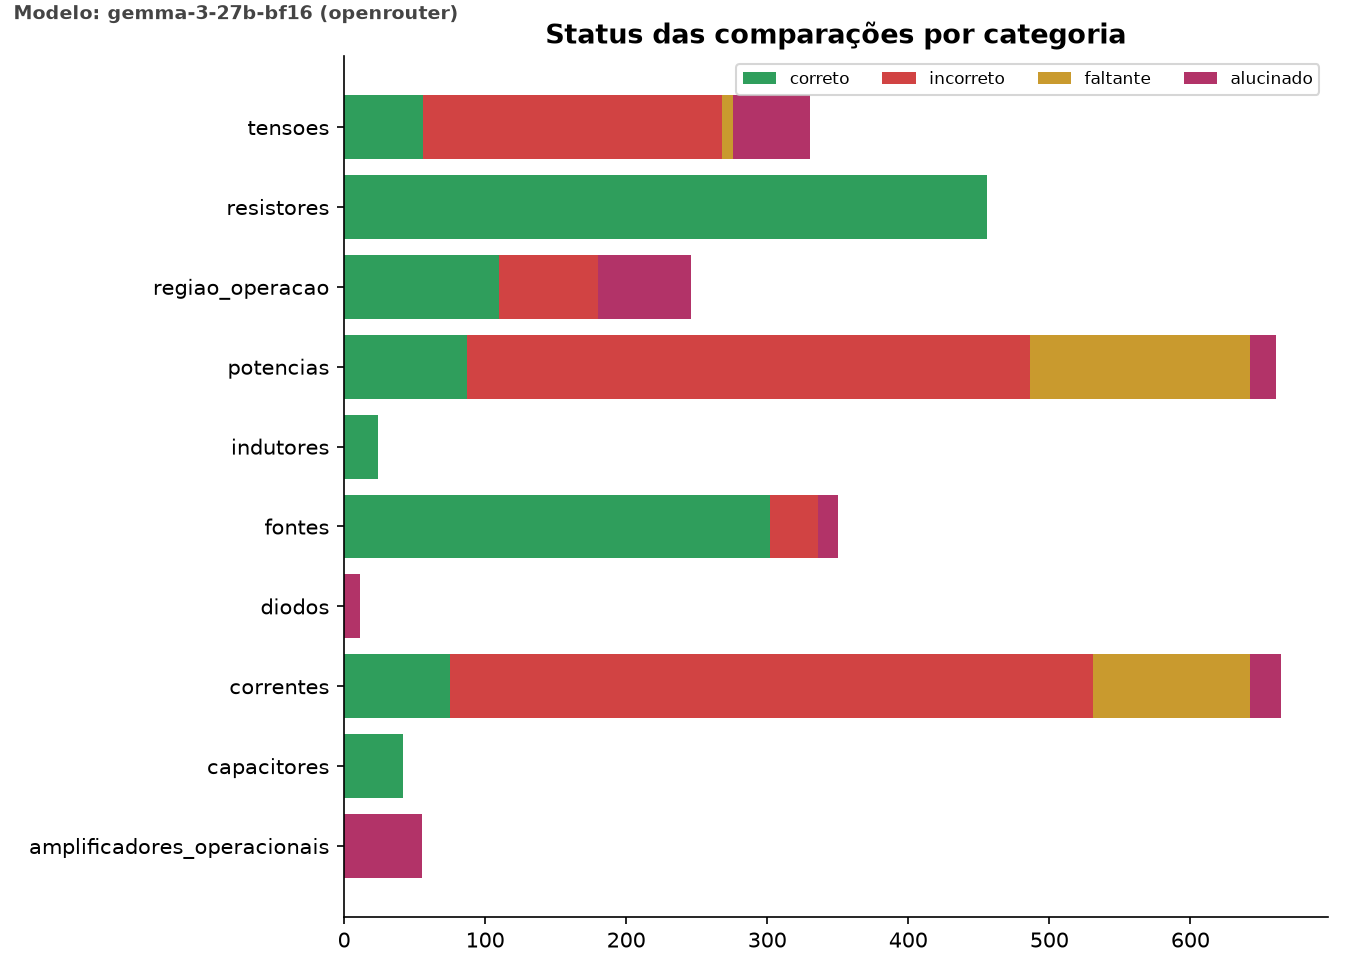 Modelo: gemma-3-27b-bf16 (openrouter)
Status das comparações por categoria
correto incorreto faltante alucinado
tensoes
resistores
regiao_operacao
potencias
indutores
fontes
diodos
correntes
capacitores
amplificadores_operacionais
0 100 200 300 400 500 600